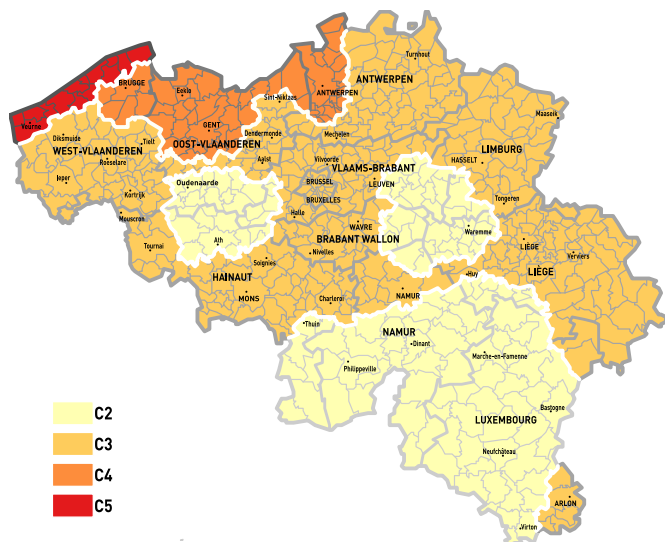 Turnhout
ANTWERPEN
BRUGGE
Eeklo
Sint-Niklaas
ANTWERPEN
Maaseik
Veurne
GENT
Diksmuide
Tielt
OOST-VLAANDEREN
Dendermonde
Mechelen
WEST-VLAANDEREN
Roeselare
Aalst
Vilvoorde
VLAAMS-BRABANT
LIMBURG
HASSELT
Ieper
Oudenaarde
BRUSSEL
LEUVEN
Kortrijk
BRUXELLES
Tongeren
Mouscron
Halle
WAVRE
Waremme
Tournai
Ath
BRABANT WALLON
LIÈGE
Soignies
Nivelles
Verviers
HAINAUT
LIÈGE
Huy
MONS
Charleroi
NAMUR
Thuin
NAMUR
Dinant
Philippeville
Marche-en-Famenne
Bastogne
LUXEMBOURG
Neufchâteau
ARLON
Virton
C2
C3
C4
C5